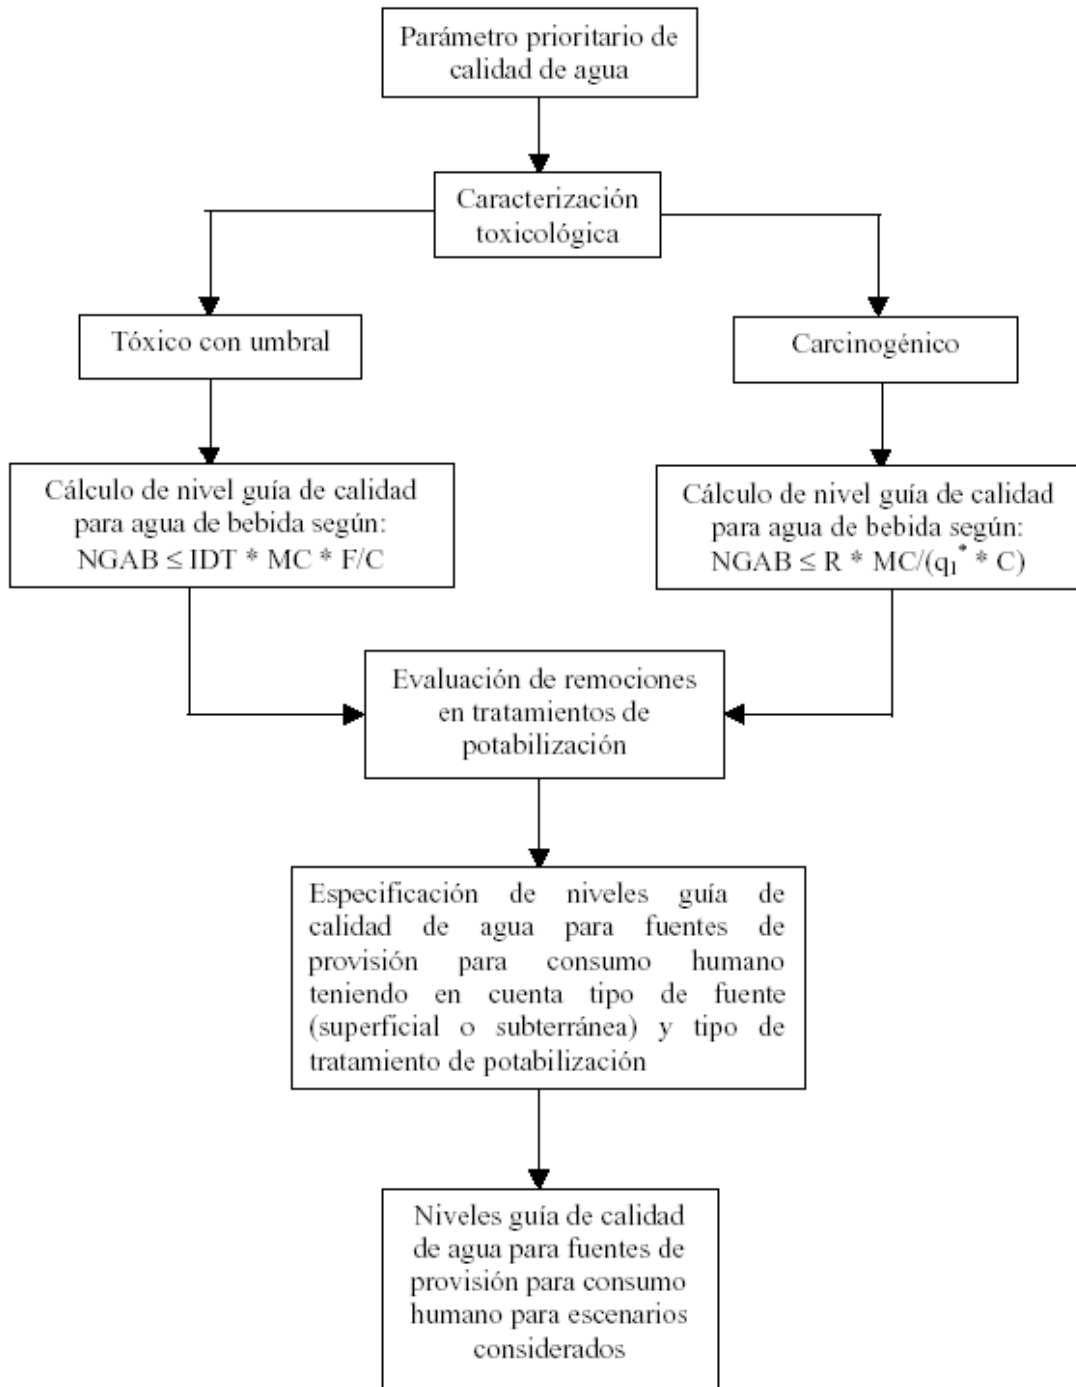 Parámetro prioritario de
calidad de agua
Caracterización
toxicológica
Tóxico con umbral
Carcinogénico
Cálculo de nivel guía de calidad
para agua de bebida según:
NGAB ≤ IDT * MC * F/C
Cálculo de nivel guía de calidad
para agua de bebida según:
NGAB ≤ R * MC/(q₁* * C)
Evaluación de remociones
en tratamientos de
potabilización
Especificación de niveles guía de
calidad de agua para fuentes de
provisión para consumo humano
teniendo en cuenta tipo de fuente
(superficial o subterránea) y tipo de
tratamiento de potabilización
Niveles guía de calidad
de agua para fuentes de
provisión para consumo
humano para escenarios
considerados